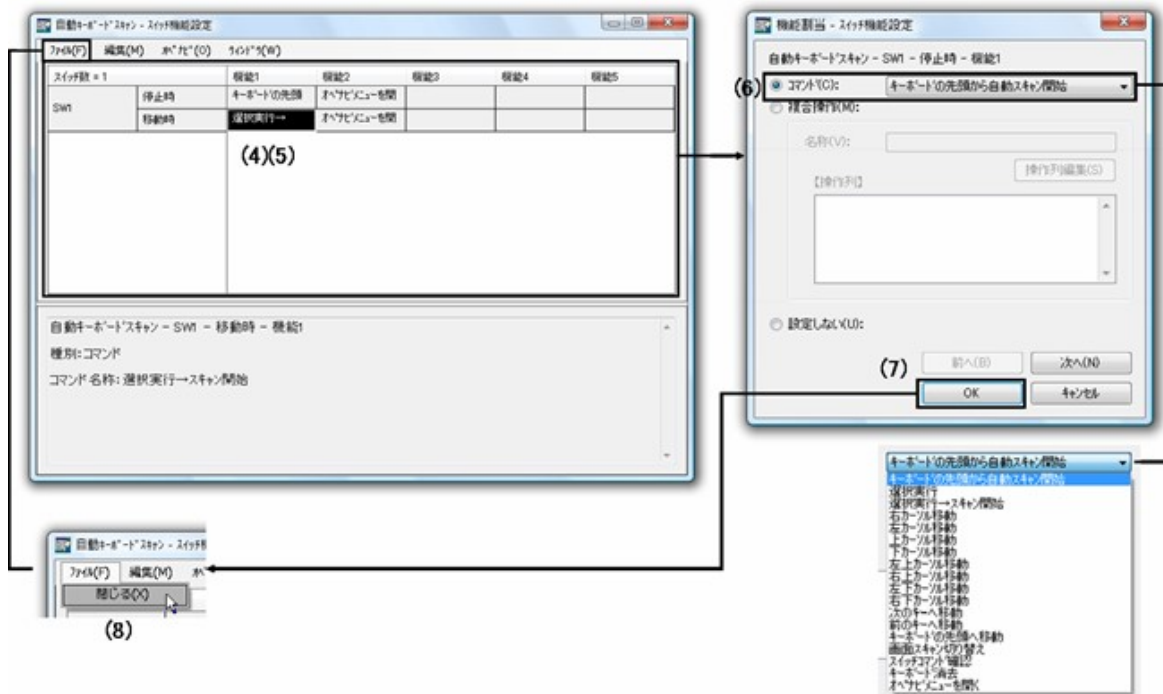 自動ｷｰﾎﾞｰﾄﾞｽｷｬﾝ - ｽｲｯﾁ機能設定
ﾌｧｲﾙ(F) 編集(M) ｵﾍﾟﾅﾋﾞ(O) ｳｨﾝﾄﾞｳ(W)
スイッチ数 = 1 機能1 機能2 機能3 機能4 機能5
SW1 停止時 キーボードの先頭 オペナビメニューを開
移動時 選択実行→ オペナビメニューを開
(4)(5)
自動キーボードスキャン - SW1 - 移動時 - 機能1
種別:コマンド
コマンド名称: 選択実行→スキャン開始
自動ｷｰﾎﾞｰﾄﾞｽｷｬﾝ - ｽｲｯﾁ
ﾌｧｲﾙ(F) 編集(M)
閉じる(X)
(8)
機能割当 - ｽｲｯﾁ機能設定
自動キーボードスキャン - SW1 - 停止時 - 機能1
(6) コマンド(C): キーボードの先頭から自動スキャン開始
複合操作(M):
名称(V):
操作列編集(S)
【操作列】
設定しない(U):
(7) 前へ(B) 次へ(N)
OK キャンセル
キーボードの先頭から自動スキャン開始
キーボードの先頭から自動スキャン開始
選択実行
選択実行→スキャン開始
右カーソル移動
左カーソル移動
上カーソル移動
下カーソル移動
左上カーソル移動
右上カーソル移動
左下カーソル移動
右下カーソル移動
次のキーへ移動
前のキーへ移動
キーボードの先頭へ移動
画面スキャン切り替え
スイッチコマンド確認
キーボード消去
オペナビメニューを開く